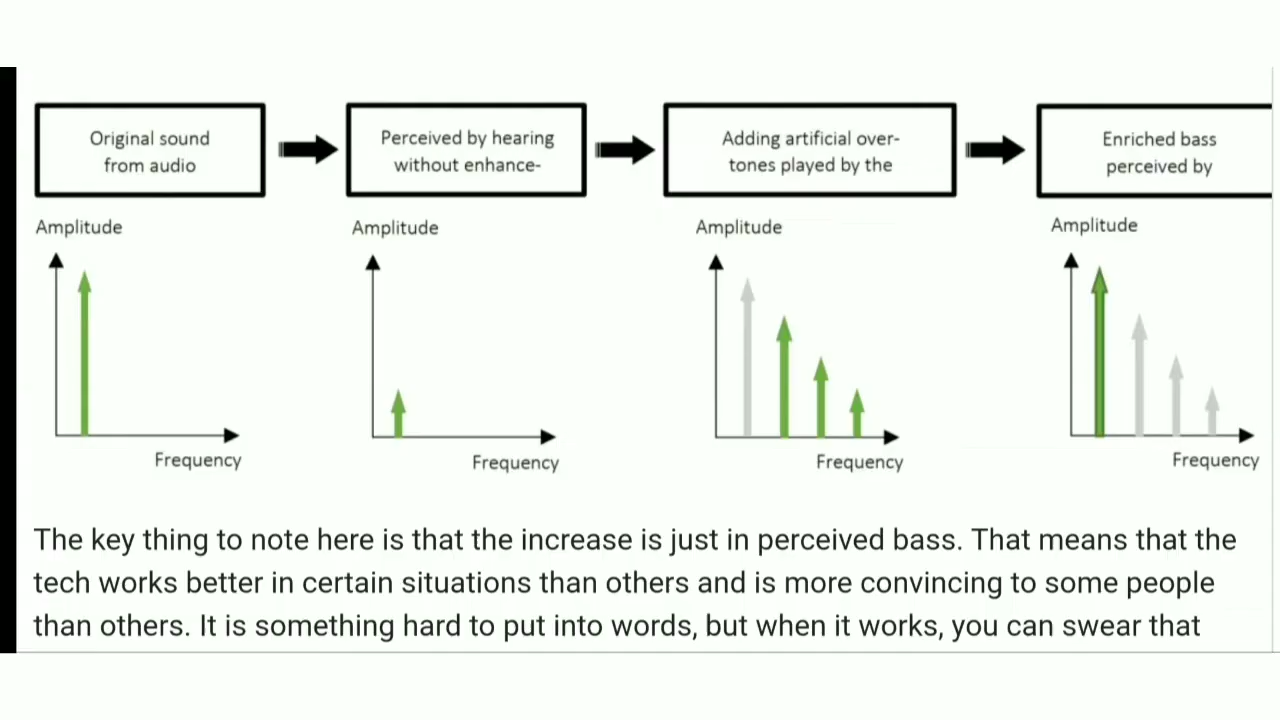 Original sound
from audio
Perceived by hearing
without enhance-
Adding artificial over-
tones played by the
Enriched bass
perceived by
Amplitude
Amplitude
Amplitude
Amplitude
Frequency
Frequency
Frequency
Frequency
The key thing to note here is that the increase is just in perceived bass. That means that the
tech works better in certain situations than others and is more convincing to some people
than others. It is something hard to put into words, but when it works, you can swear that